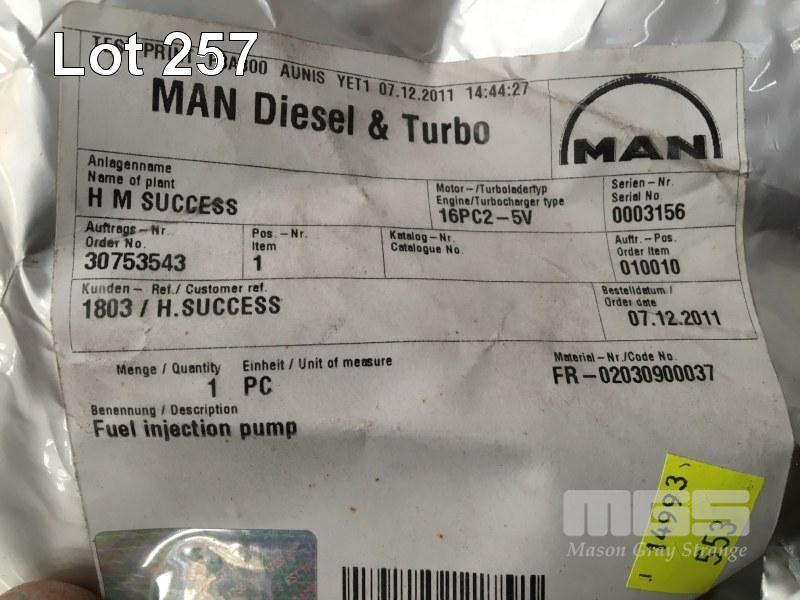 Lot 257
AUNIS YET1 07.12.2011 14:44:27
MAN Diesel & Turbo
MAN
Anlagenname
Name of plant
H M SUCCESS
Motor-/Turboladertyp
Engine/Turbocharger type
16PC2-5V
Serien-Nr.
Serial No
0003156
Auftrags-Nr.
Order No.
30753543
Pos.-Nr.
Item
1
Katalog-Nr.
Catalogue No.
Auftr.-Pos.
Order Item
010010
Kunden-Ref./ Customer ref.
1803 / H.SUCCESS
Bestelldatum /
Order date
07.12.2011
Menge / Quantity
1
Einheit / Unit of measure
PC
Material-Nr./Code No.
FR-02030900037
Benennung / Description
Fuel injection pump
14993
553
MGS
Mason Gray Strange